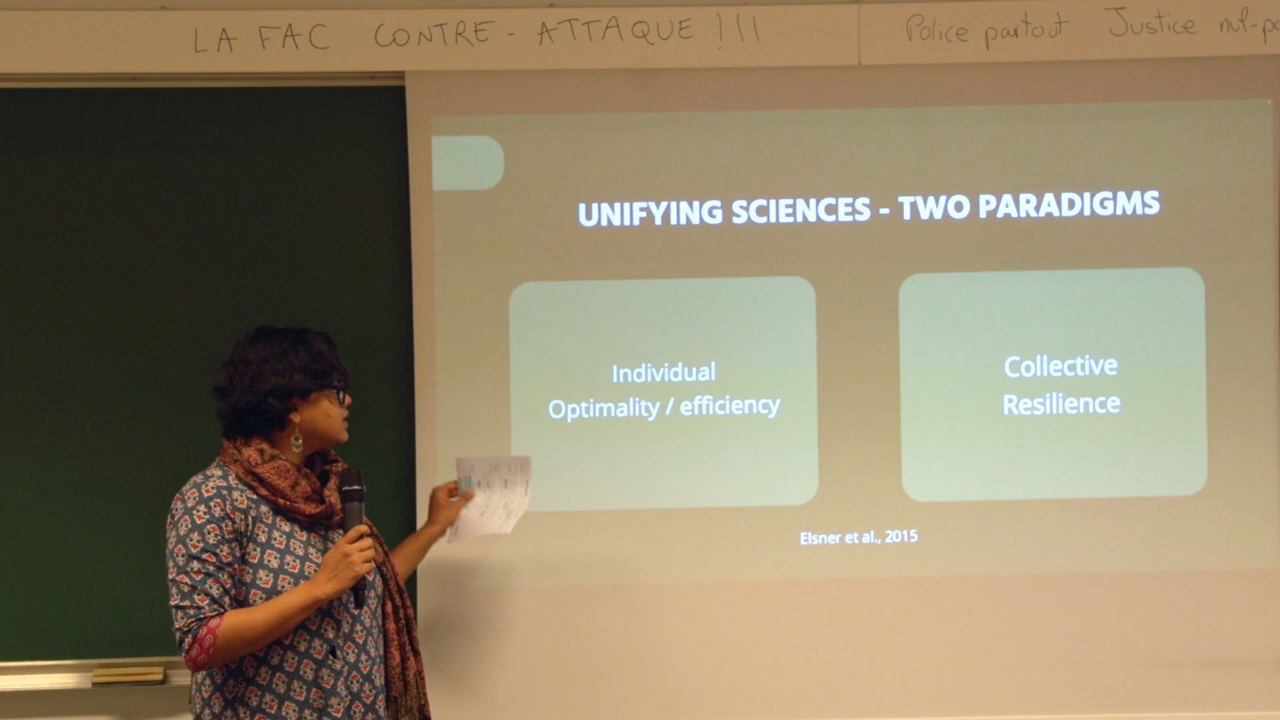 LA FAC CONTRE - ATTAQUE !!!
Police partout Justice nul-
UNIFYING SCIENCES - TWO PARADIGMS
Individual
Optimality / efficiency
Collective
Resilience
Elsner et al., 2015